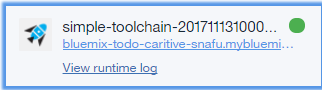 simple-toolchain-201711131000...
bluemix-todo-caritive-snafu.mybluemi...
View runtime log